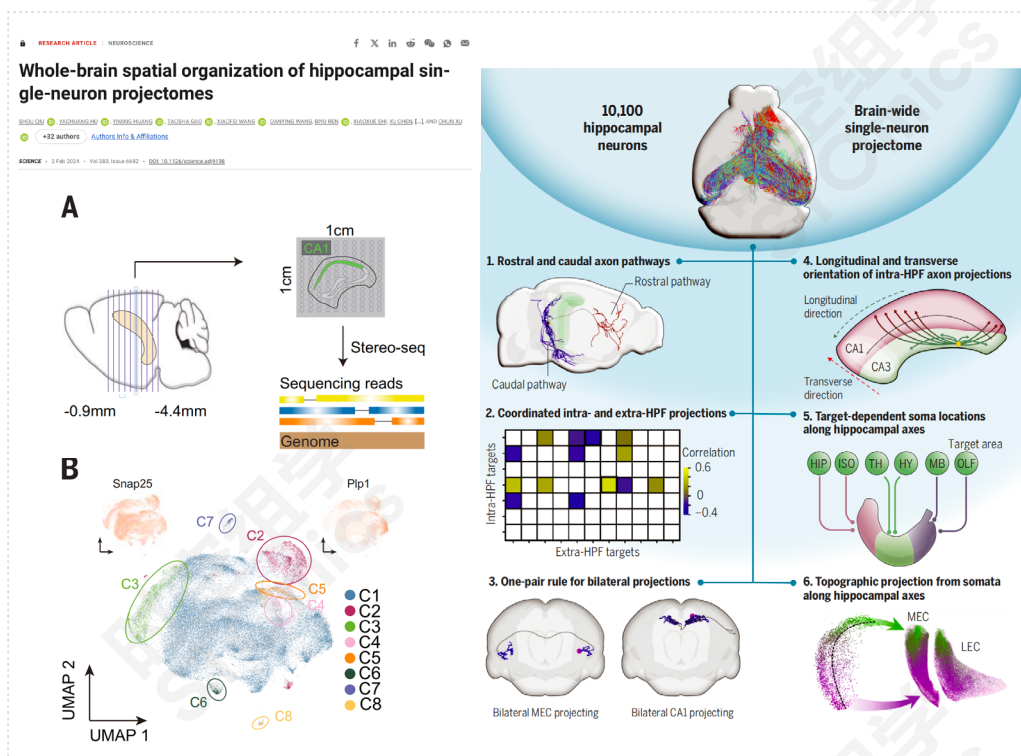 RESEARCH ARTICLE | NEUROSCIENCE
Whole-brain spatial organization of hippocampal sin-
gle-neuron projectomes
SHOU QIU, YACHUANG HU, YIMING HUANG, TAOSHA GAO, XIAOFEI WANG, DANYING WANG, BIYU REN, XIAOXUE SHI, YU CHEN, [...], AND CHUN XU
+32 authors Authors Info & Affiliations
SCIENCE • 2 Feb 2024 • Vol 383, Issue 6682 • DOI: 10.1126/science.adj9198
A
1cm
1cm
CA1
Stereo-seq
Sequencing reads
Genome
-0.9mm
-4.4mm
B
Snap25
Plp1
C7
C2
C3
C5
C4
C6
C8
C1
C2
C3
C4
C5
C6
C7
C8
UMAP 2
UMAP 1
10,100
hippocampal
neurons
Brain-wide
single-neuron
projectome
1. Rostral and caudal axon pathways
Rostral pathway
Caudal pathway
2. Coordinated intra- and extra-HPF projections
Intra-HPF targets
Extra-HPF targets
Correlation
0.6
0
−0.4
3. One-pair rule for bilateral projections
Bilateral MEC projecting
Bilateral CA1 projecting
4. Longitudinal and transverse
orientation of intra-HPF axon projections
Longitudinal
direction
CA1
CA3
Transverse
direction
5. Target-dependent soma locations
along hippocampal axes
Target area
HIP ISO TH HY MB OLF
6. Topographic projection from somata
along hippocampal axes
MEC
LEC